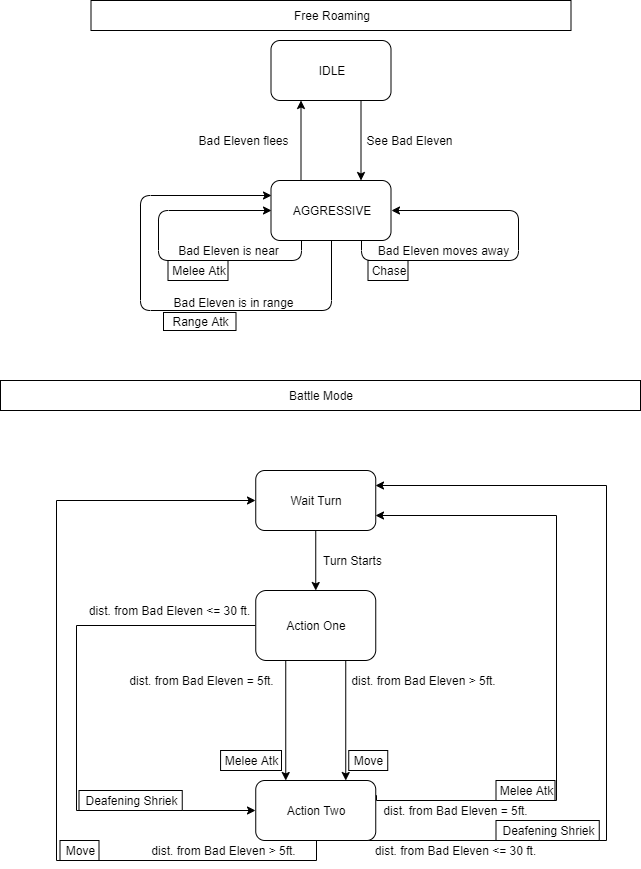 Free Roaming
IDLE
Bad Eleven flees
See Bad Eleven
AGGRESSIVE
Bad Eleven is near
Bad Eleven moves away
Melee Atk
Chase
Bad Eleven is in range
Range Atk
Battle Mode
Wait Turn
Turn Starts
dist. from Bad Eleven <= 30 ft.
Action One
dist. from Bad Eleven = 5ft.
dist. from Bad Eleven > 5ft.
Melee Atk
Move
Melee Atk
Deafening Shriek
Action Two
dist. from Bad Eleven = 5ft.
Deafening Shriek
Move
dist. from Bad Eleven > 5ft.
dist. from Bad Eleven <= 30 ft.